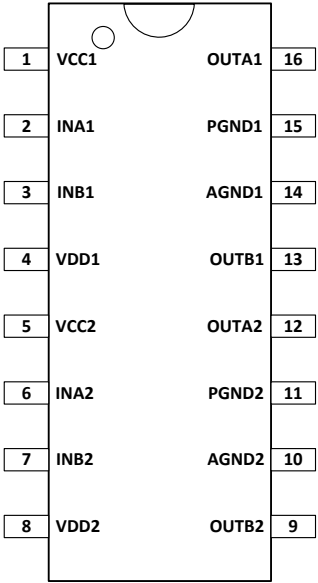 1 VCC1 OUTA1 16
2 INA1 PGND1 15
3 INB1 AGND1 14
4 VDD1 OUTB1 13
5 VCC2 OUTA2 12
6 INA2 PGND2 11
7 INB2 AGND2 10
8 VDD2 OUTB2 9